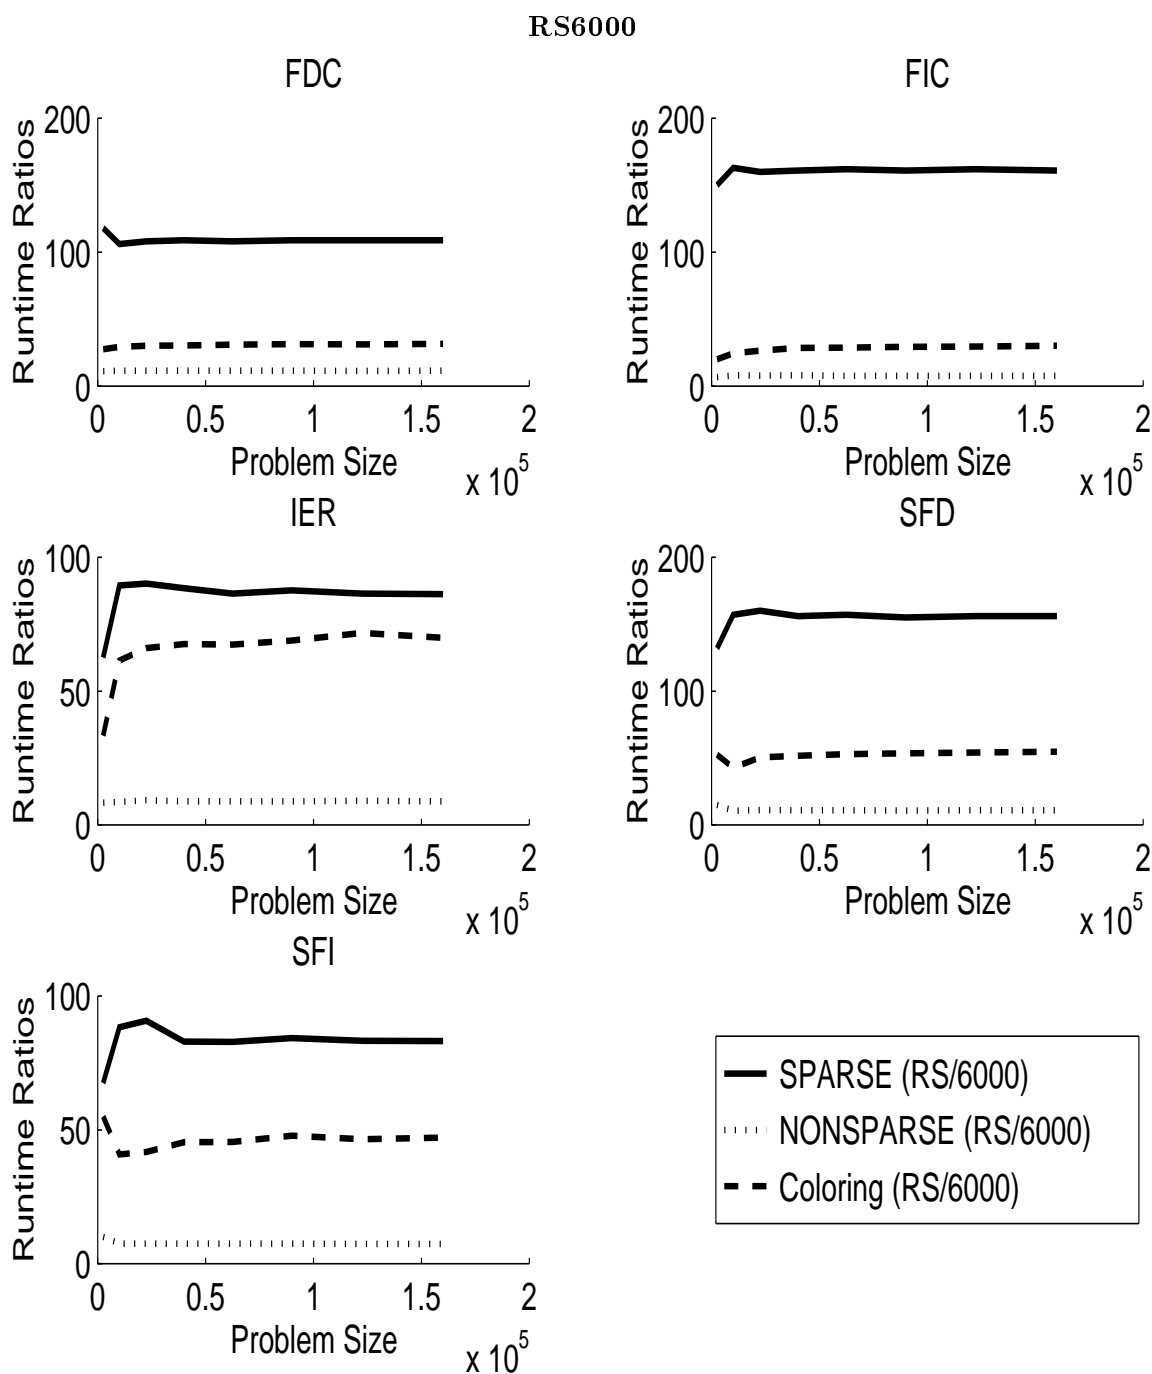 RS6000
FDC
Runtime Ratios
200
100
0
0 0.5 1 1.5 2
Problem Size
x 10^5
FIC
Runtime Ratios
200
100
0
0 0.5 1 1.5 2
Problem Size
x 10^5
IER
Runtime Ratios
100
50
0
0 0.5 1 1.5 2
Problem Size
x 10^5
SFD
Runtime Ratios
200
100
0
0 0.5 1 1.5 2
Problem Size
x 10^5
SFI
Runtime Ratios
100
50
0
0 0.5 1 1.5 2
Problem Size
x 10^5
SPARSE (RS/6000)
NONSPARSE (RS/6000)
Coloring (RS/6000)